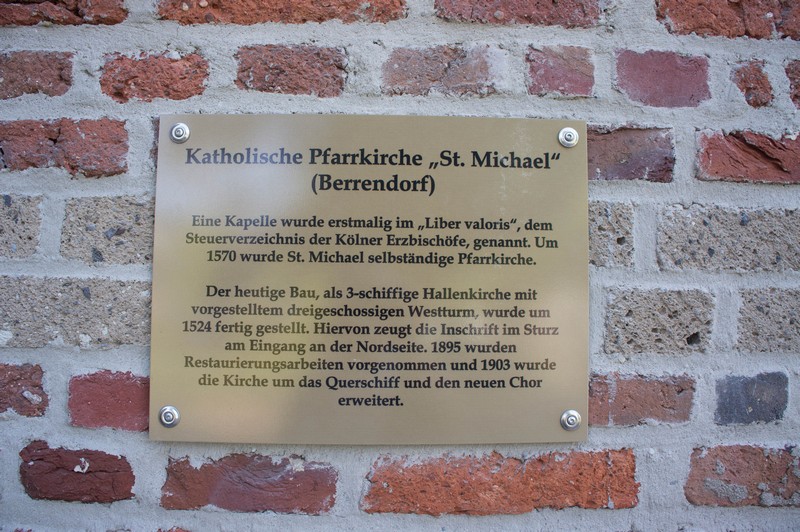 Katholische Pfarrkirche „St. Michael“
(Berrendorf)
Eine Kapelle wurde erstmalig im „Liber valoris“, dem
Steuerverzeichnis der Kölner Erzbischöfe, genannt. Um
1570 wurde St. Michael selbständige Pfarrkirche.
Der heutige Bau, als 3-schiffige Hallenkirche mit
vorgestelltem dreigeschossigen Westturm, wurde um
1524 fertig gestellt. Hiervon zeugt die Inschrift im Sturz
am Eingang an der Nordseite. 1895 wurden
Restaurierungsarbeiten vorgenommen und 1903 wurde
die Kirche um das Querschiff und den neuen Chor
erweitert.